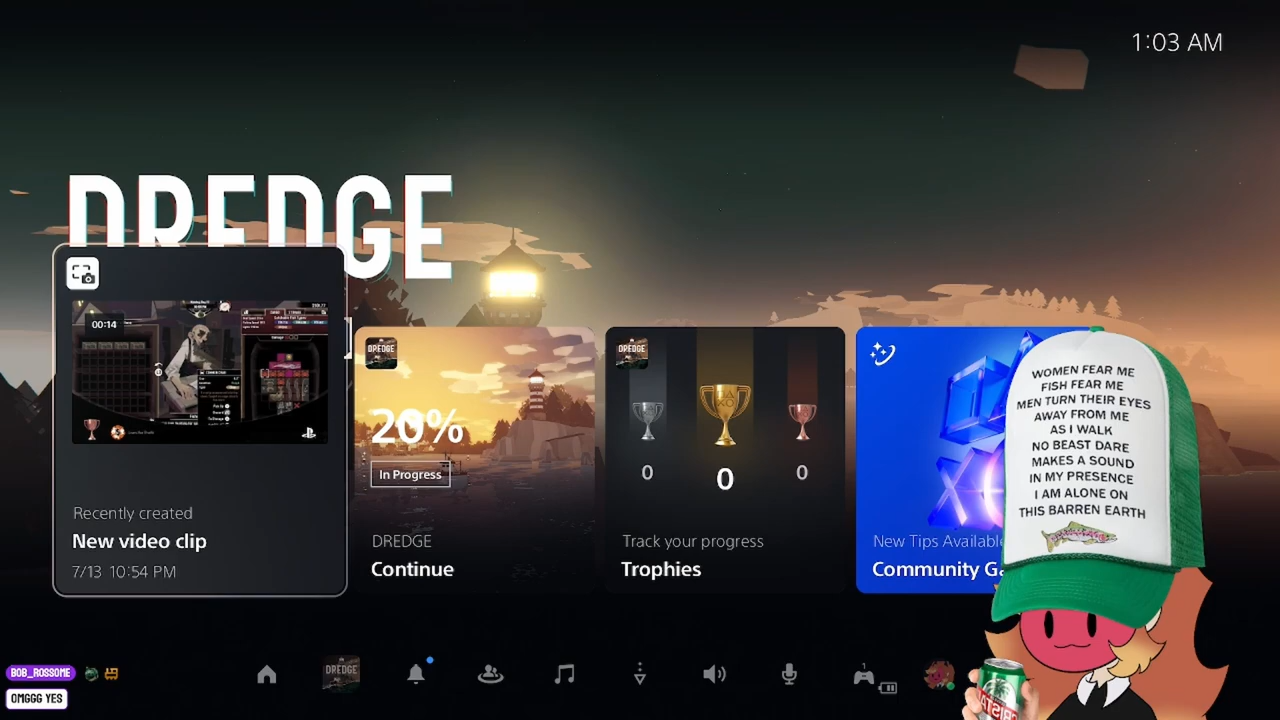 1:03 AM
DREDGE
00:14
Recently created
New video clip
7/13 10:54 PM
DREDGE
20%
In Progress
DREDGE
Continue
DREDGE
0
0
0
Track your progress
Trophies
New Tips Available
Community Ga
WOMEN FEAR ME
FISH FEAR ME
MEN TURN THEIR EYES
AWAY FROM ME
AS I WALK
NO BEAST DARE
MAKES A SOUND
IN MY PRESENCE
I AM ALONE ON
THIS BARREN EARTH
BOB_ROSSOME
OMGGG YES
DREDGE
1